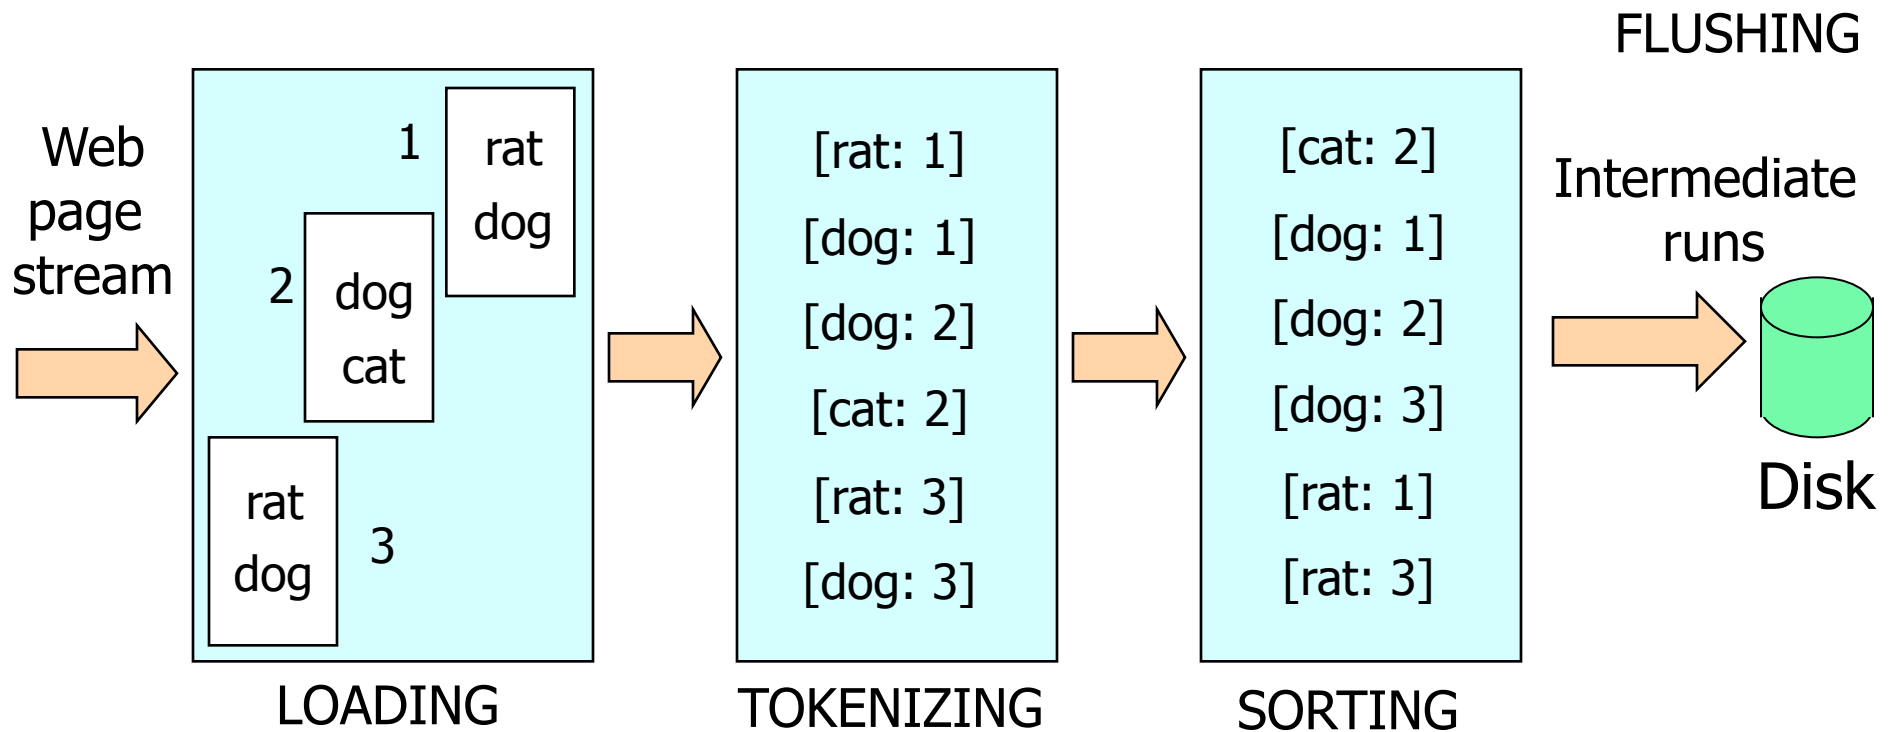 FLUSHING
Web
page
stream
1
rat
dog
2
dog
cat
rat
dog
3
LOADING
[rat: 1]
[dog: 1]
[dog: 2]
[cat: 2]
[rat: 3]
[dog: 3]
TOKENIZING
[cat: 2]
[dog: 1]
[dog: 2]
[dog: 3]
[rat: 1]
[rat: 3]
SORTING
Intermediate
runs
Disk